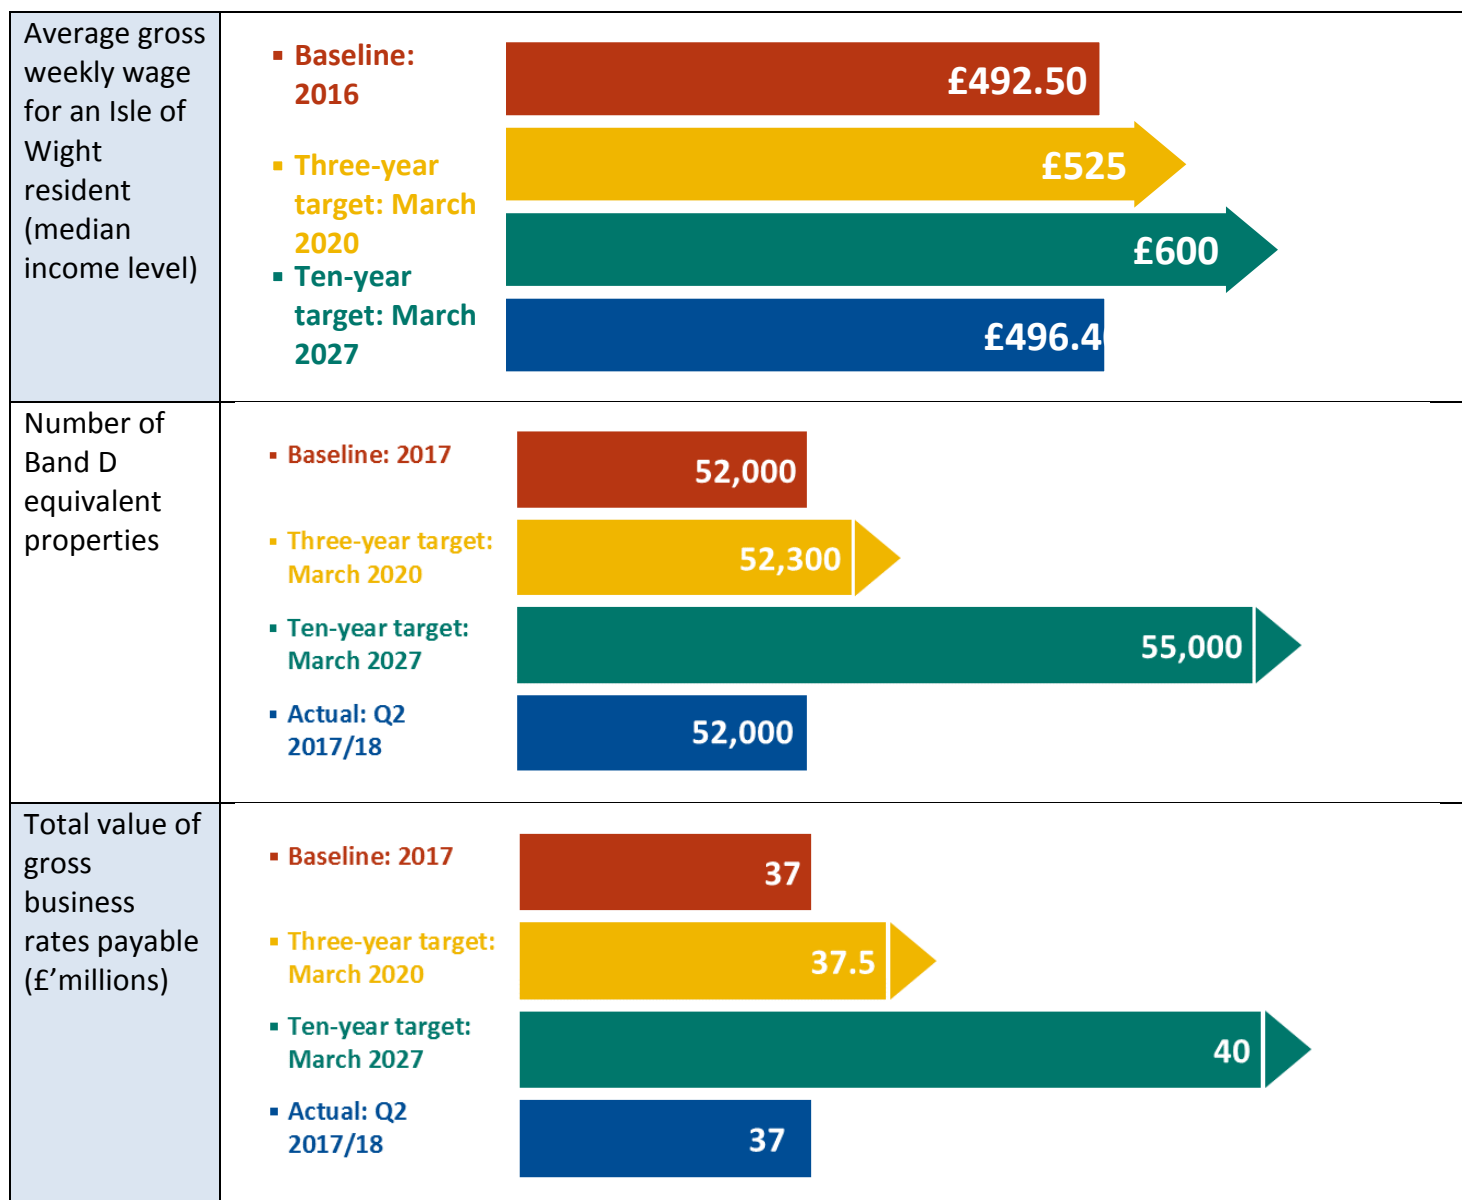 Average gross
weekly wage
for an Isle of
Wight
resident
(median
income level)
▪ Baseline:
2016
▪ Three-year
target: March
2020
▪ Ten-year
target: March
2027
£492.50
£525
£600
£496.4
Number of
Band D
equivalent
properties
▪ Baseline: 2017
▪ Three-year target:
March 2020
▪ Ten-year target:
March 2027
▪ Actual: Q2
2017/18
52,000
52,300
55,000
52,000
Total value of
gross
business
rates payable
(£’millions)
▪ Baseline: 2017
▪ Three-year target:
March 2020
▪ Ten-year target:
March 2027
▪ Actual: Q2
2017/18
37
37.5
40
37